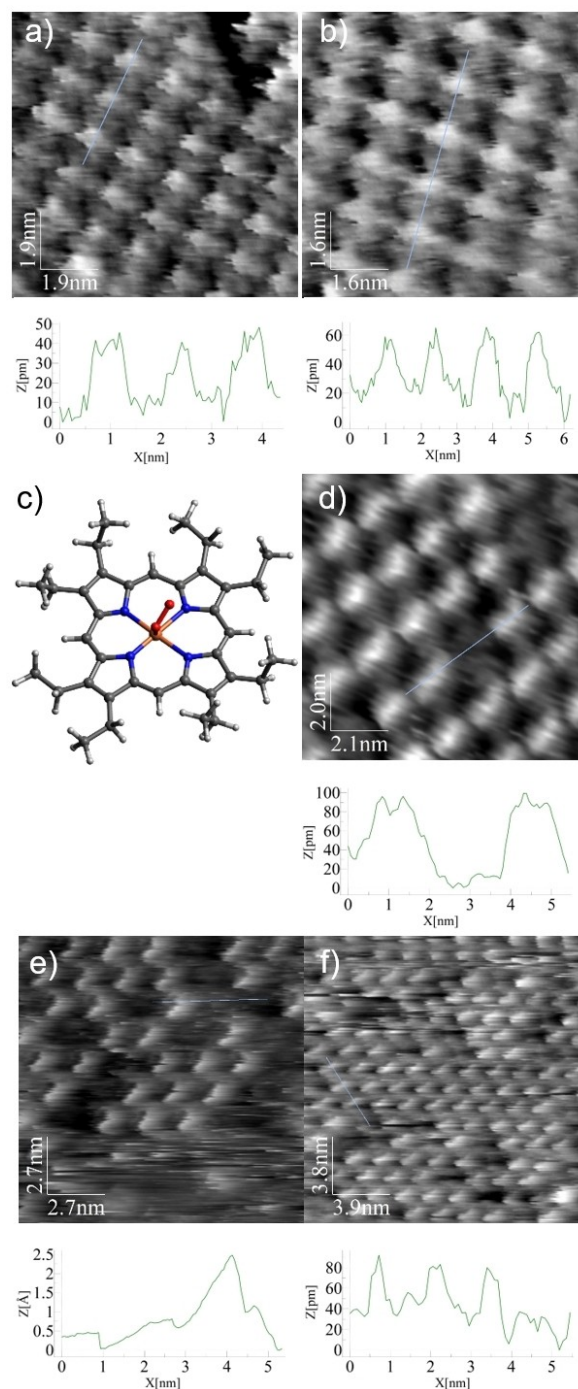 a)
b)
1.9nm
1.9nm
1.6nm
1.6nm
50
40
30
20
10
0
Z[pm]
0 1 2 3 4
X[nm]
60
40
20
0
Z[pm]
0 1 2 3 4 5 6
X[nm]
c)
d)
2.0nm
2.1nm
100
80
60
40
20
0
Z[pm]
0 1 2 3 4 5
X[nm]
e)
f)
2.7nm
2.7nm
3.8nm
3.9nm
2.5
2
1.5
1
0.5
0
Z[Å]
0 1 2 3 4 5
X[nm]
80
60
40
20
0
Z[pm]
0 1 2 3 4 5
X[nm]